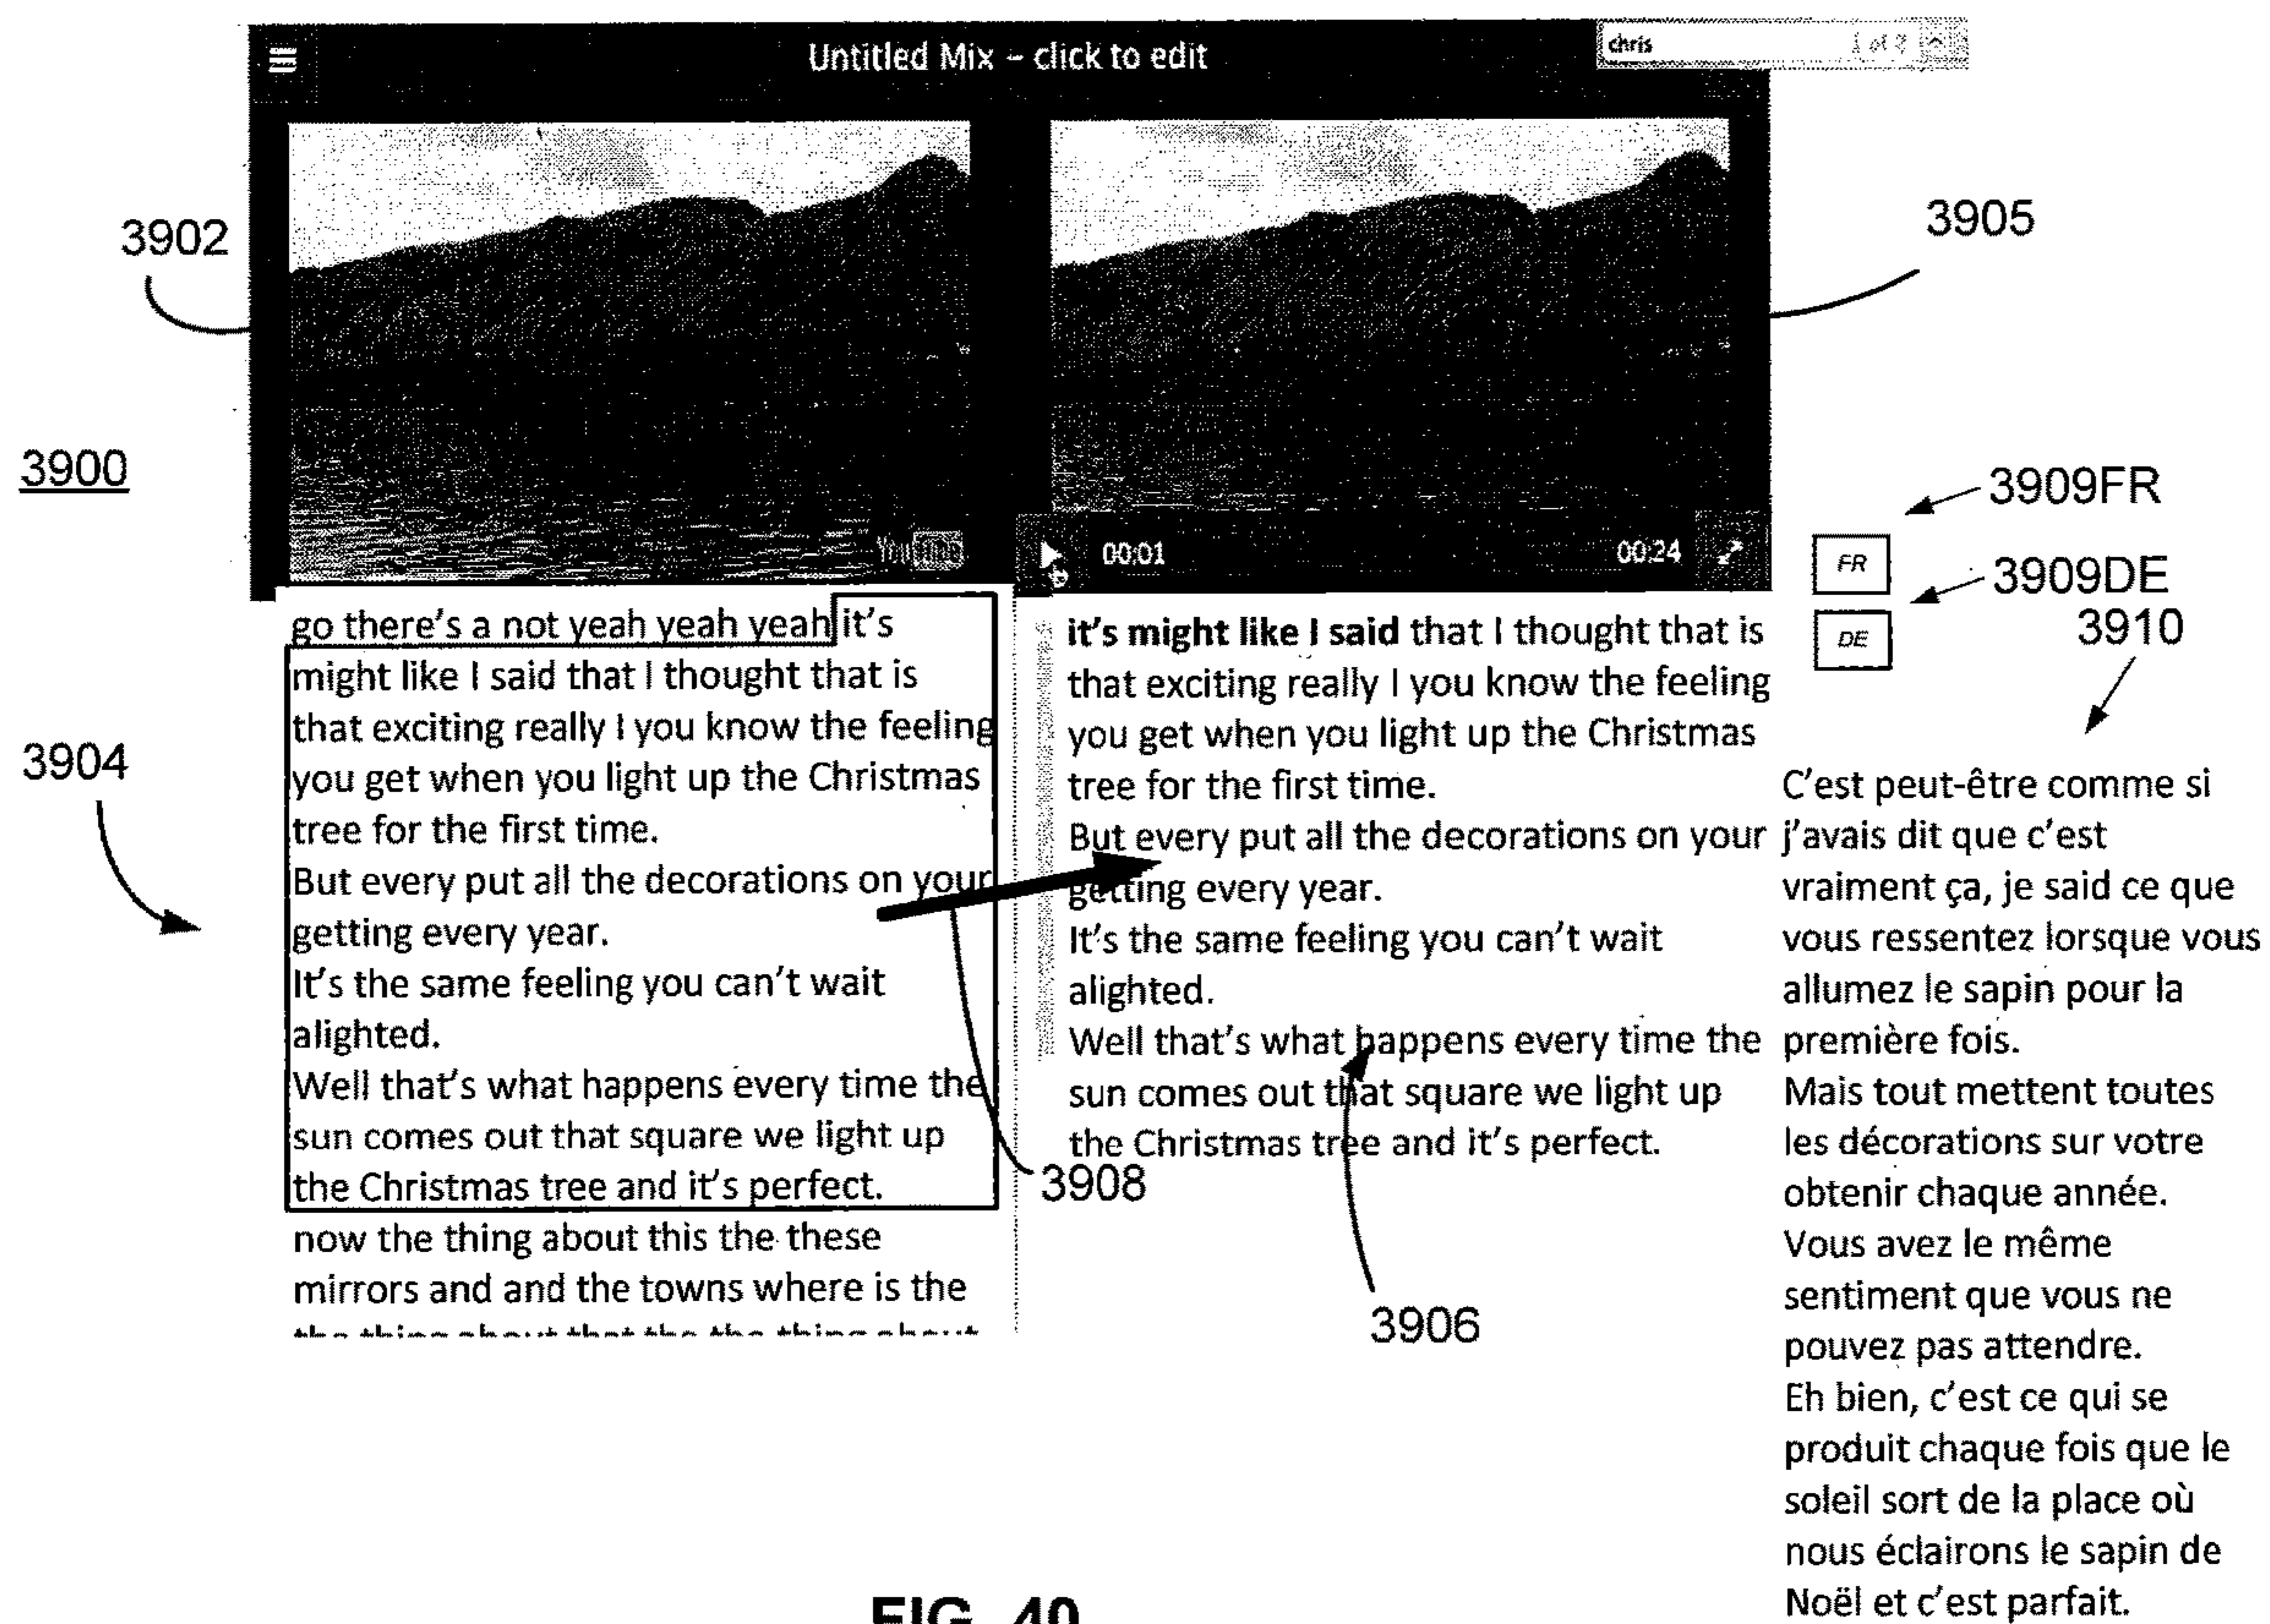 Untitled Mix – click to edit
chris
1 of 2
3902
3905
3900
YouTube
00:01
00:24
3909FR
FR
3909DE
DE
3910
3904
go there's a not yeah yeah yeah it's
might like I said that I thought that is
that exciting really I you know the feeling
you get when you light up the Christmas
tree for the first time.
But every put all the decorations on your
getting every year.
It's the same feeling you can't wait
alighted.
Well that's what happens every time the
sun comes out that square we light up
the Christmas tree and it's perfect.
now the thing about this the these
mirrors and and the towns where is the
the thing about that the the thing about
it's might like I said that I thought that is
that exciting really I you know the feeling
you get when you light up the Christmas
tree for the first time.
But every put all the decorations on your
getting every year.
It's the same feeling you can't wait
alighted.
Well that's what happens every time the
sun comes out that square we light up
the Christmas tree and it's perfect.
3908
3906
C'est peut-être comme si
j'avais dit que c'est
vraiment ça, je said ce que
vous ressentez lorsque vous
allumez le sapin pour la
première fois.
Mais tout mettent toutes
les décorations sur votre
obtenir chaque année.
Vous avez le même
sentiment que vous ne
pouvez pas attendre.
Eh bien, c'est ce qui se
produit chaque fois que le
soleil sort de la place où
nous éclairons le sapin de
Noël et c'est parfait.
FIG. 40